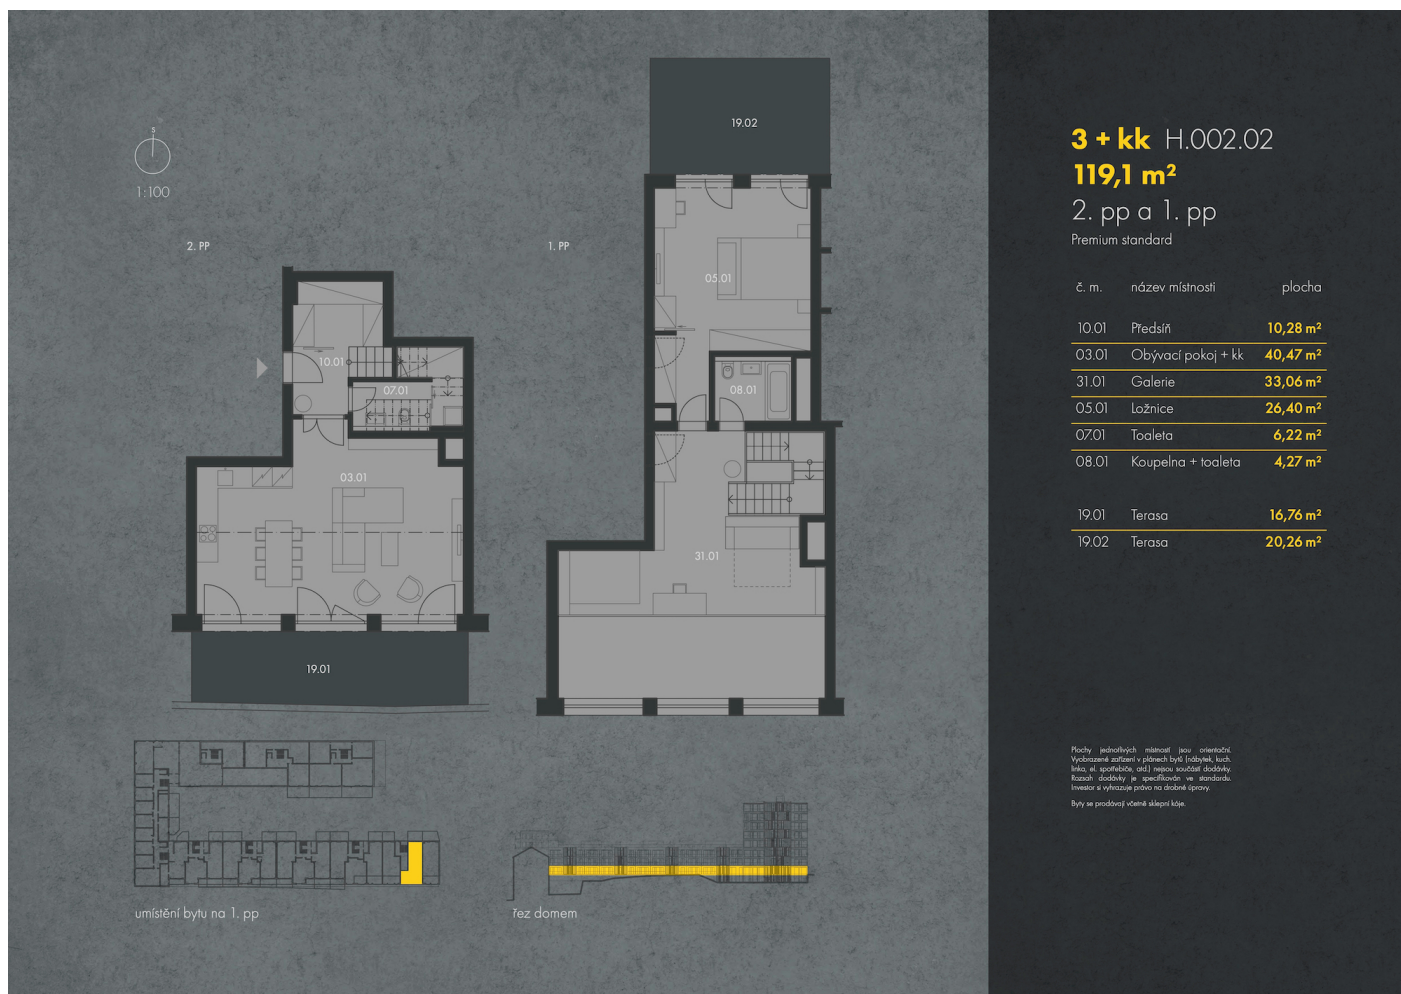 S
1:100
2. PP
1. PP
19.02
05.01
10.01
07.01
08.01
03.01
31.01
19.01
umístění bytu na 1. pp
řez domem
3 + kk H.002.02
119,1 m²
2. pp a 1. pp
Premium standard
č. m. název místnosti plocha
10.01 Předsíň 10,28 m²
03.01 Obývací pokoj + kk 40,47 m²
31.01 Galerie 33,06 m²
05.01 Ložnice 26,40 m²
07.01 Toaleta 6,22 m²
08.01 Koupelna + toaleta 4,27 m²
19.01 Terasa 16,76 m²
19.02 Terasa 20,26 m²
Plochy jednotlivých místností jsou orientační.
Vyobrazené zařízení v plánech bytů (nábytek, kuch.
linka, el. spotřebiče, atd.) nejsou součástí dodávky.
Rozsah dodávky je specifikován ve standardu.
Investor si vyhrazuje právo na drobné úpravy.
Byty se prodávají včetně sklepní kóje.